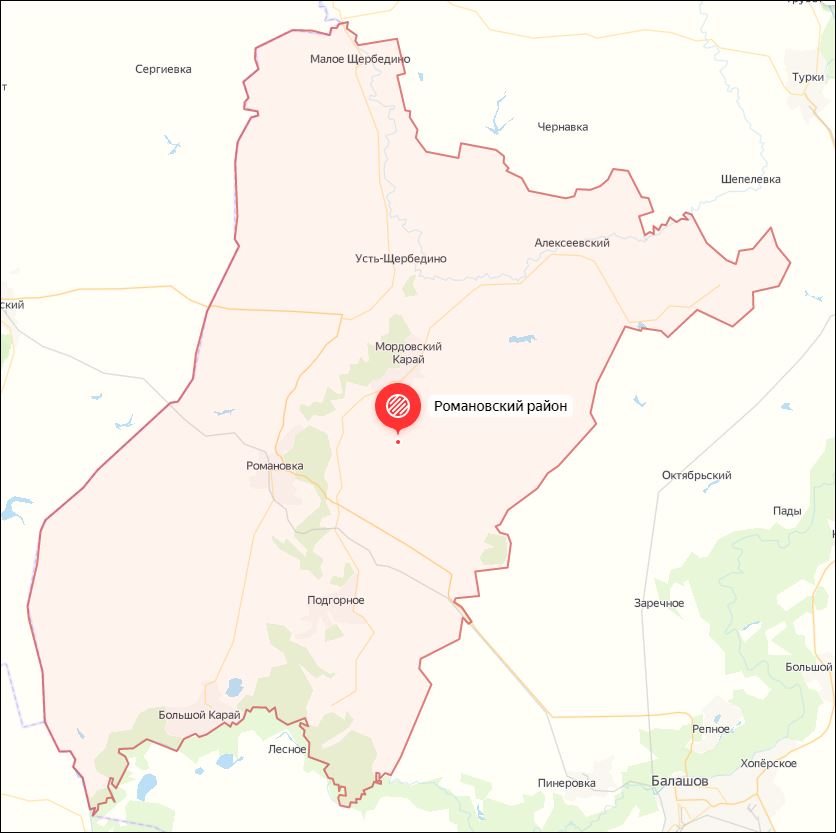 Малое Щербедино
Сергиевка
Турки
Чернавка
Шепелевка
Алексеевский
Усть-Щербедино
ский
Мордовский
Карай
Романовский район
Романовка
Октябрьский
Пады
Подгорное
Заречное
Большой
Большой Карай
Репное
Лесное
Хопёрское
Пинеровка
Балашов